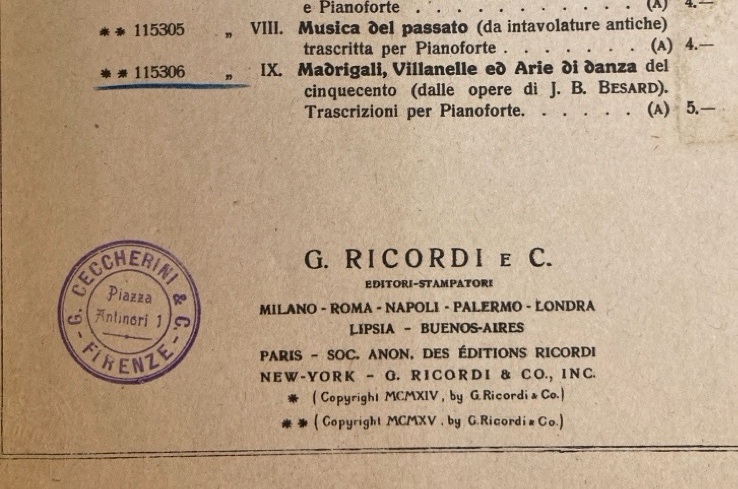 e Pianoforte . . . . . . . . . . (A) 4.—
** 115305 „ VIII. Musica del passato (da intavolature antiche)
trascritta per Pianoforte . . . . . . . (A) 4.—
** 115306 „ IX. Madrigali, Villanelle ed Arie di danza del
cinquecento (dalle opere di J. B. BESARD).
Trascrizioni per Pianoforte. . . . . . (A) 5.—
G. RICORDI E C.
EDITORI-STAMPATORI
MILANO - ROMA - NAPOLI - PALERMO - LONDRA
LIPSIA - BUENOS-AIRES
PARIS - SOC. ANON. DES ÉDITIONS RICORDI
NEW-YORK - G. RICORDI & CO., INC.
* (Copyright MCMXIV, by G. Ricordi & Co.)
** (Copyright MCMXV, by G. Ricordi & Co.)
G. CECCHERINI & C.
Piazza
Antinori 1
- FIRENZE -